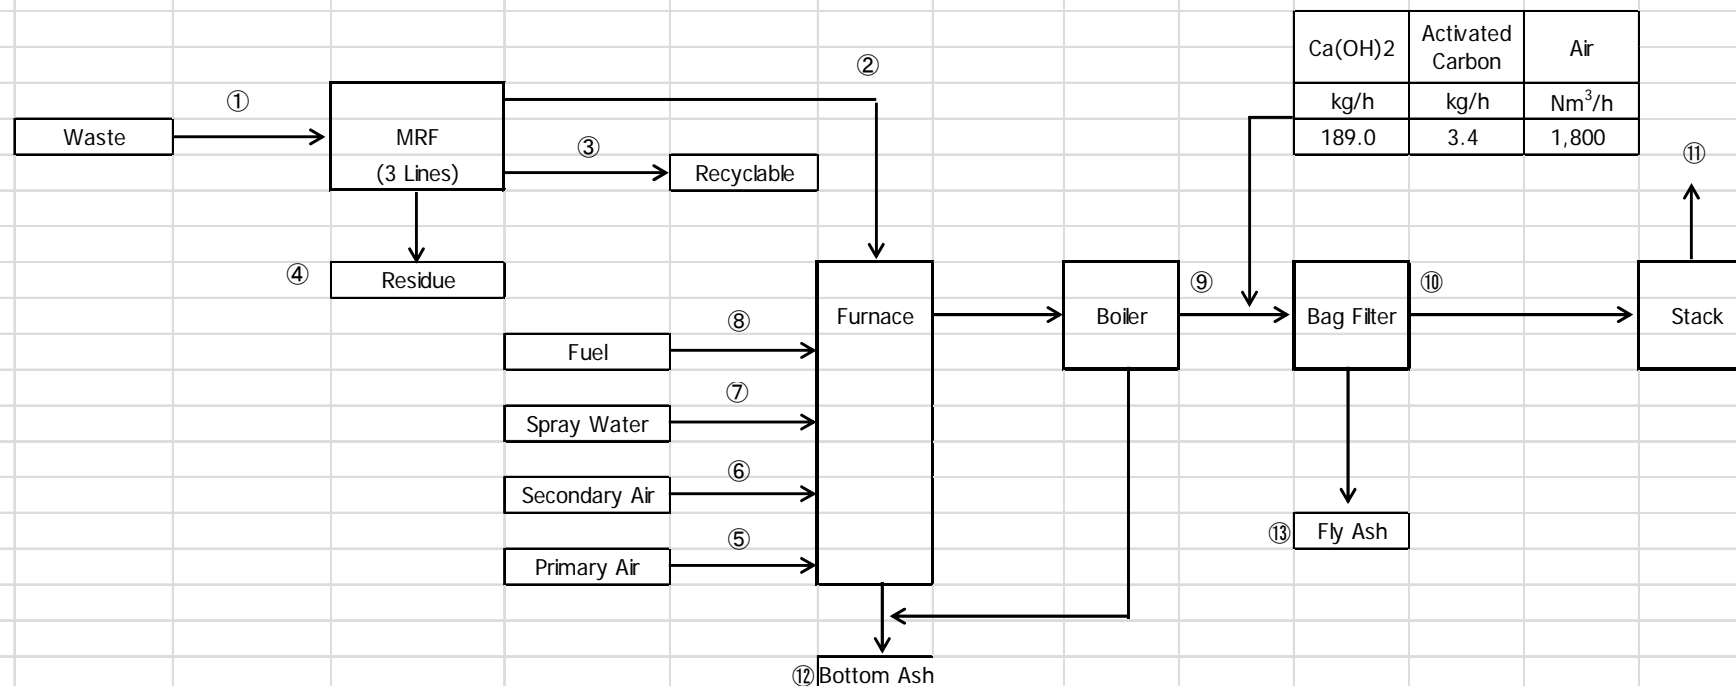 Ca(OH)2
Activated
Carbon
Air
②
kg/h
kg/h
Nm³/h
①
Waste
MRF
(3 Lines)
189.0
3.4
1,800
③
Recyclable
⑪
④
Residue
⑨
⑩
Furnace
Boiler
Bag Filter
Stack
⑧
Fuel
⑦
Spray Water
⑥
Secondary Air
⑤
Primary Air
⑬
Fly Ash
⑫
Bottom Ash